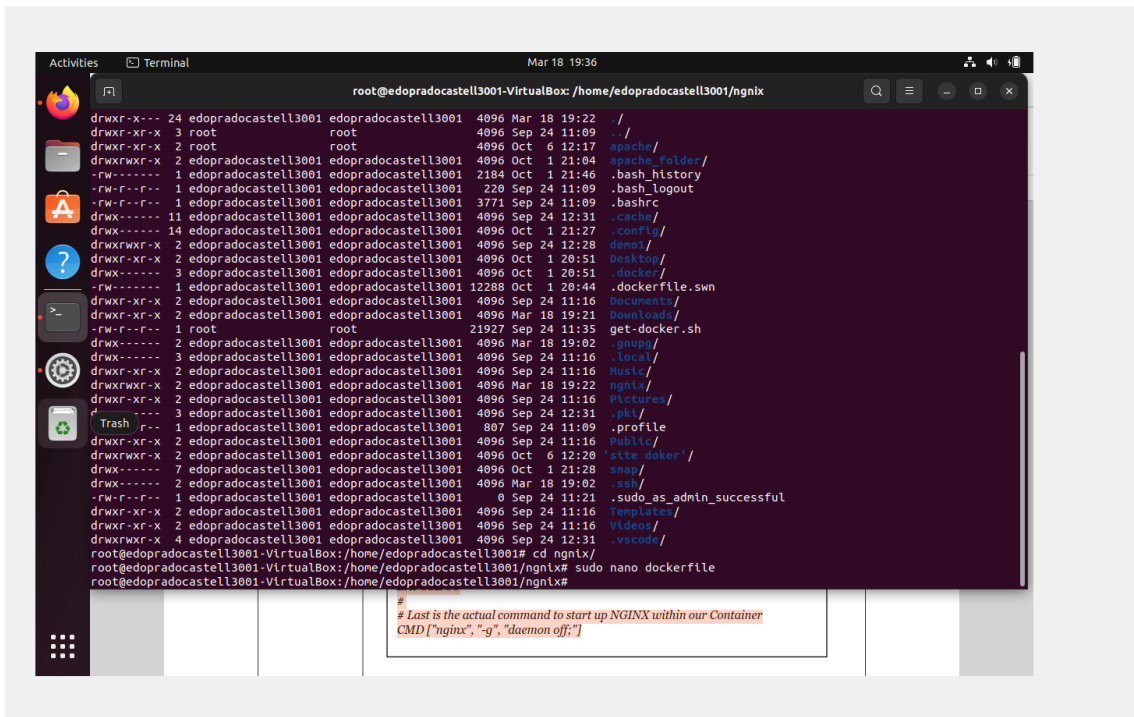 Activities Terminal Mar 18 19:36
root@edopradocastell3001-VirtualBox: /home/edopradocastell3001/ngnix
drwxr-x--- 24 edopradocastell3001 edopradocastell3001 4096 Mar 18 19:22 ./
drwxr-xr-x 3 root root 4096 Sep 24 11:09 ../
drwxr-xr-x 2 root root 4096 Oct 6 12:17 apache/
drwxrwxr-x 2 edopradocastell3001 edopradocastell3001 4096 Oct 1 21:04 apache_folder/
-rw------- 1 edopradocastell3001 edopradocastell3001 2184 Oct 1 21:46 .bash_history
-rw-r--r-- 1 edopradocastell3001 edopradocastell3001 220 Sep 24 11:09 .bash_logout
-rw-r--r-- 1 edopradocastell3001 edopradocastell3001 3771 Sep 24 11:09 .bashrc
drwx------ 11 edopradocastell3001 edopradocastell3001 4096 Sep 24 12:31 .cache/
drwx------ 14 edopradocastell3001 edopradocastell3001 4096 Oct 1 21:27 .config/
drwxrwxr-x 2 edopradocastell3001 edopradocastell3001 4096 Sep 24 12:28 demo1/
drwxr-xr-x 2 edopradocastell3001 edopradocastell3001 4096 Oct 1 20:51 Desktop/
drwx------ 3 edopradocastell3001 edopradocastell3001 4096 Oct 1 20:51 .docker/
-rw------- 1 edopradocastell3001 edopradocastell3001 12288 Oct 1 20:44 .dockerfile.swn
drwxr-xr-x 2 edopradocastell3001 edopradocastell3001 4096 Sep 24 11:16 Documents/
drwxr-xr-x 2 edopradocastell3001 edopradocastell3001 4096 Mar 18 19:21 Downloads/
-rw-r--r-- 1 root root 21927 Sep 24 11:35 get-docker.sh
drwx------ 2 edopradocastell3001 edopradocastell3001 4096 Mar 18 19:02 .gnupg/
drwx------ 3 edopradocastell3001 edopradocastell3001 4096 Sep 24 11:16 .local/
drwxr-xr-x 2 edopradocastell3001 edopradocastell3001 4096 Sep 24 11:16 Music/
drwxrwxr-x 2 edopradocastell3001 edopradocastell3001 4096 Mar 18 19:22 ngnix/
drwxr-xr-x 2 edopradocastell3001 edopradocastell3001 4096 Sep 24 11:16 Pictures/
d ---- 3 edopradocastell3001 edopradocastell3001 4096 Sep 24 12:31 .pki/
Trash r-- 1 edopradocastell3001 edopradocastell3001 807 Sep 24 11:09 .profile
drwxr-xr-x 2 edopradocastell3001 edopradocastell3001 4096 Sep 24 11:16 Public/
drwxrwxr-x 2 edopradocastell3001 edopradocastell3001 4096 Oct 6 12:20 'site doker'/
drwx------ 7 edopradocastell3001 edopradocastell3001 4096 Oct 1 21:28 snap/
drwx------ 2 edopradocastell3001 edopradocastell3001 4096 Mar 18 19:02 .ssh/
-rw-r--r-- 1 edopradocastell3001 edopradocastell3001 0 Sep 24 11:21 .sudo_as_admin_successful
drwxr-xr-x 2 edopradocastell3001 edopradocastell3001 4096 Sep 24 11:16 Templates/
drwxr-xr-x 2 edopradocastell3001 edopradocastell3001 4096 Sep 24 11:16 Videos/
drwxrwxr-x 4 edopradocastell3001 edopradocastell3001 4096 Sep 24 12:31 .vscode/
root@edopradocastell3001-VirtualBox:/home/edopradocastell3001# cd ngnix/
root@edopradocastell3001-VirtualBox:/home/edopradocastell3001/ngnix# sudo nano dockerfile
root@edopradocastell3001-VirtualBox:/home/edopradocastell3001/ngnix#
#
# Last is the actual command to start up NGINX within our Container
CMD ["nginx", "-g", "daemon off;"]